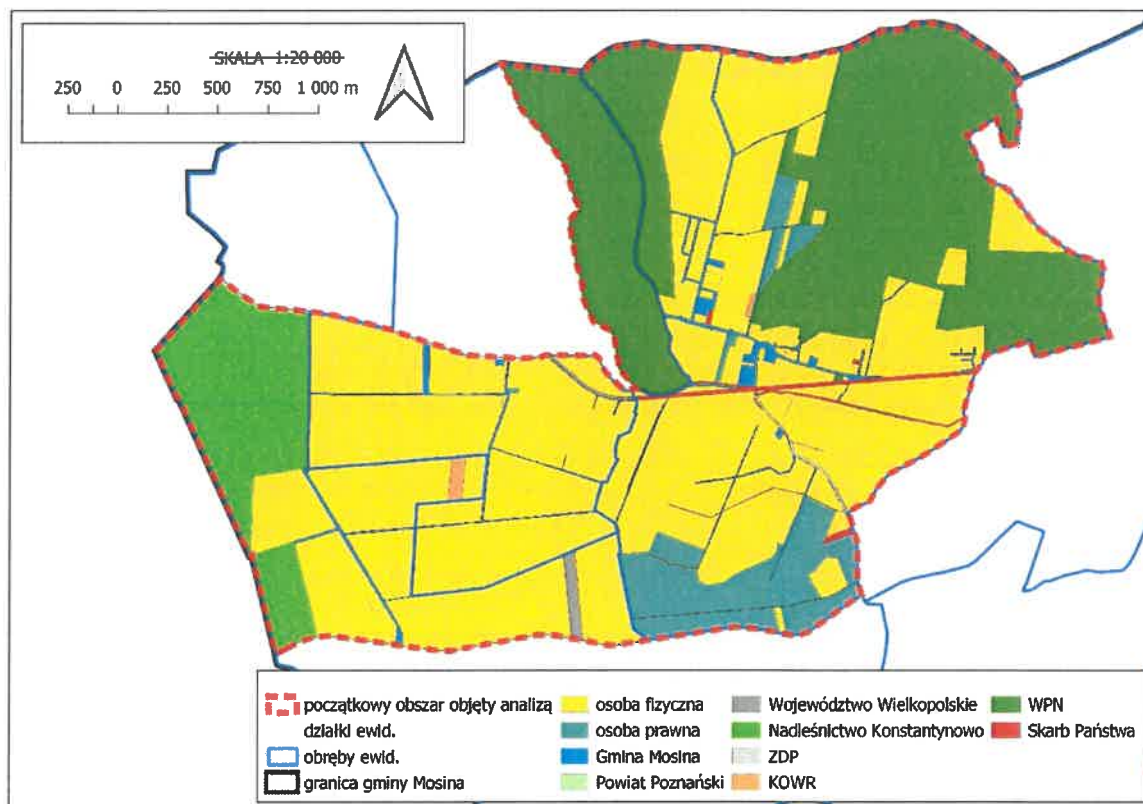 SKALA 1:20 000
250 0 250 500 750 1 000 m
początkowy obszar objęty analizą
działki ewid.
obręby ewid.
granica gminy Mosina
osoba fizyczna
osoba prawna
Gmina Mosina
Powiat Poznański
Województwo Wielkopolskie
Nadleśnictwo Konstantynowo
ZDP
KOWR
WPN
Skarb Państwa